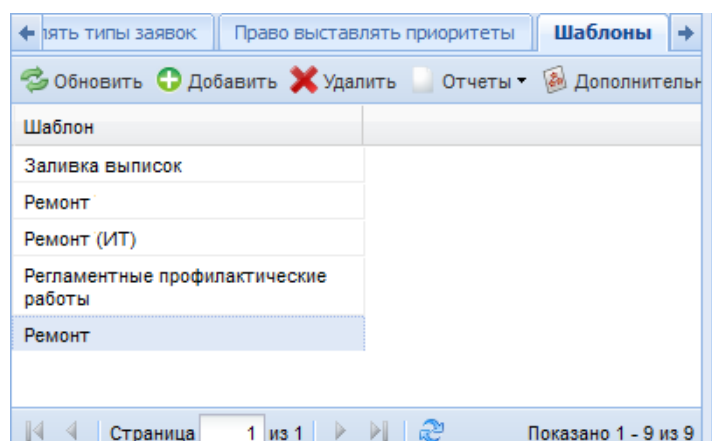 лять типы заявок Право выставлять приоритеты Шаблоны
Обновить Добавить Удалить Отчеты Дополнительн
Шаблон
Заливка выписок
Ремонт
Ремонт (ИТ)
Регламентные профилактические
работы
Ремонт
Страница 1 из 1 Показано 1 - 9 из 9